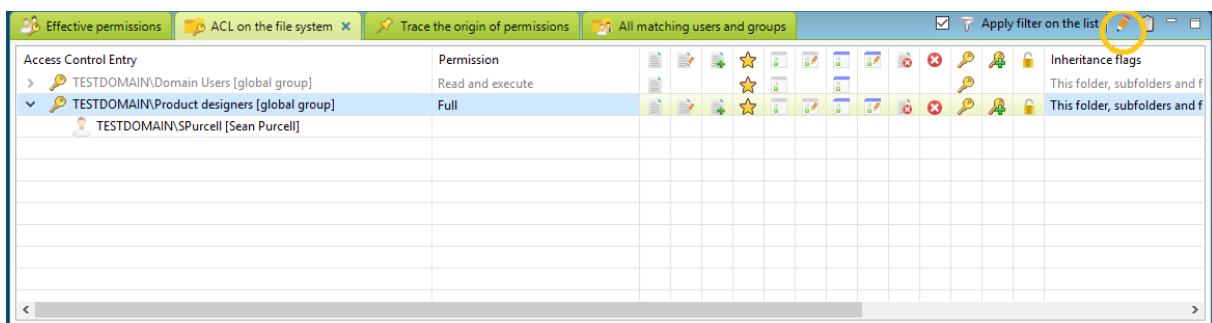 Effective permissions ACL on the file system Trace the origin of permissions All matching users and groups Apply filter on the list
Access Control Entry Permission Inheritance flags
TESTDOMAIN\Domain Users [global group] Read and execute This folder, subfolders and f
TESTDOMAIN\Product designers [global group] Full This folder, subfolders and f
TESTDOMAIN\SPurcell [Sean Purcell]